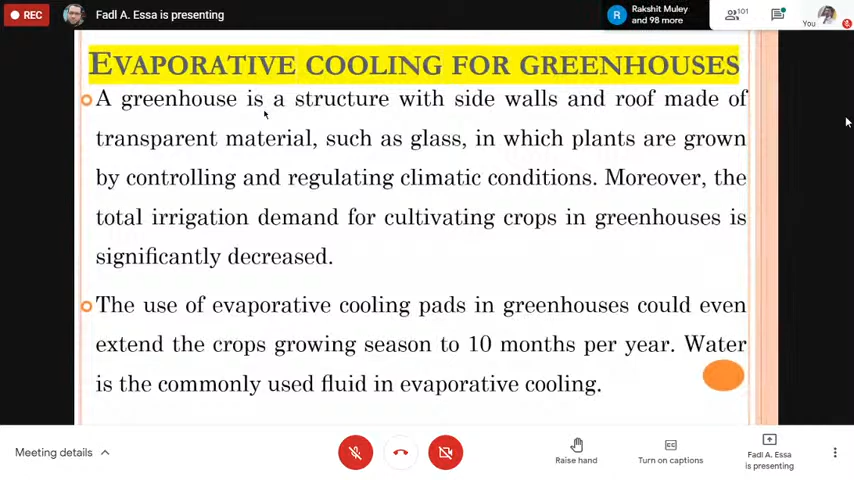 REC
Fadl A. Essa is presenting
R
Rakshit Muley
and 98 more
101
You
EVAPORATIVE COOLING FOR GREENHOUSES
A greenhouse is a structure with side walls and roof made of
transparent material, such as glass, in which plants are grown
by controlling and regulating climatic conditions. Moreover, the
total irrigation demand for cultivating crops in greenhouses is
significantly decreased.
The use of evaporative cooling pads in greenhouses could even
extend the crops growing season to 10 months per year. Water
is the commonly used fluid in evaporative cooling.
Meeting details
Raise hand
Turn on captions
Fadl A. Essa
is presenting